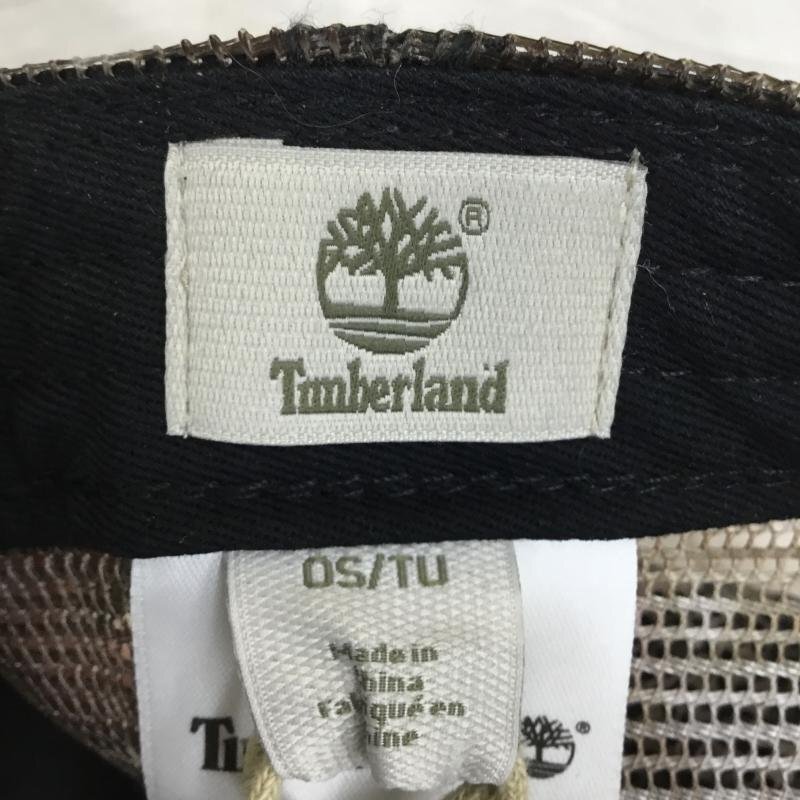 ®
Timberland
OS/TU
Made in
China
Fabriqué en
Chine
®